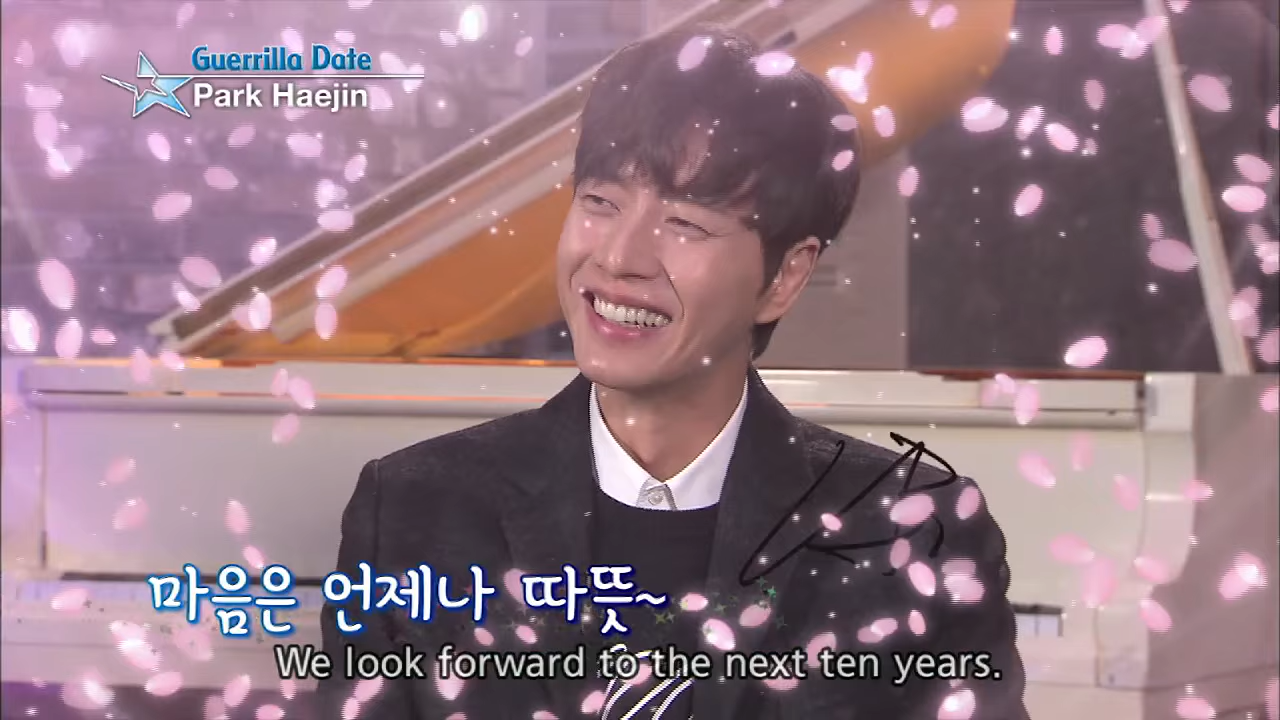 Guerrilla Date
Park Haejin
마음은 언제나 따뜻~
We look forward to the next ten years.